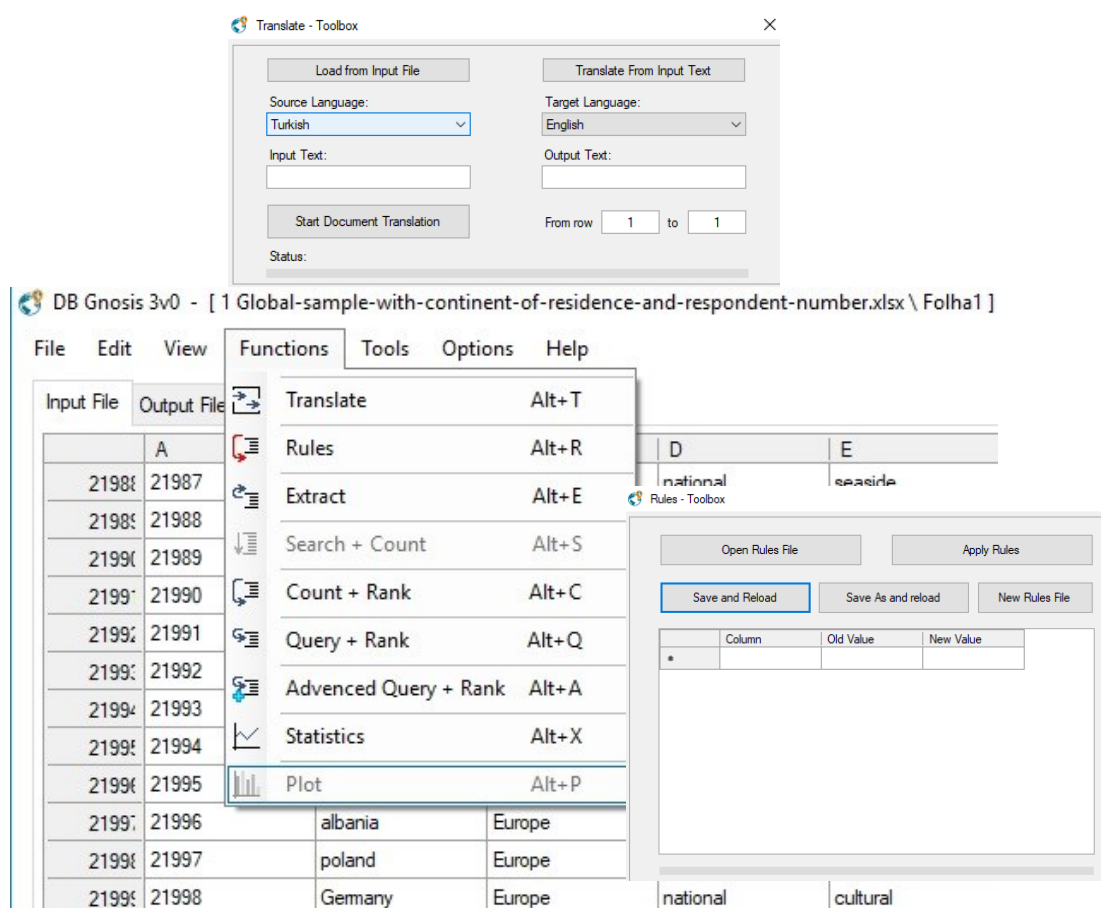 Translate - Toolbox
Load from Input File
Translate From Input Text
Source Language:
Target Language:
Turkish
English
Input Text:
Output Text:
Start Document Translation
From row 1 to 1
Status:
DB Gnosis 3v0 - [ 1 Global-sample-with-continent-of-residence-and-respondent-number.xlsx \ Folha1 ]
File Edit View Functions Tools Options Help
Input File Output File
Translate Alt+T
Rules Alt+R
Extract Alt+E
Search + Count Alt+S
Count + Rank Alt+C
Query + Rank Alt+Q
Advenced Query + Rank Alt+A
Statistics Alt+X
Plot Alt+P
A D E
21987 national seaside
21988
21989
21990
21991
21992
21993
21994
21995
21996 albania Europe
21997 poland Europe
21998 Germany Europe national cultural
Rules - Toolbox
Open Rules File
Apply Rules
Save and Reload
Save As and reload
New Rules File
Column Old Value New Value